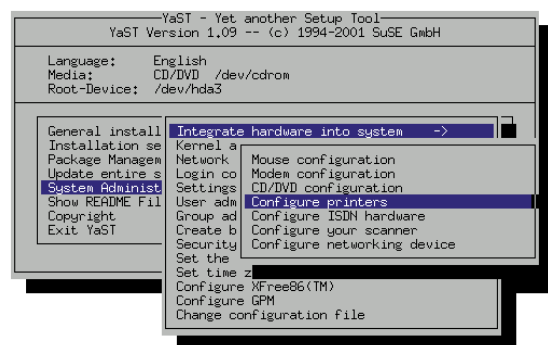 YaST - Yet another Setup Tool
YaST Version 1.09 -- (c) 1994-2001 SuSE GmbH
Language: English
Media: CD/DVD /dev/cdrom
Root-Device: /dev/hda3
General install
Installation se
Package Managem
Update entire s
System Administ
Show README Fil
Copyright
Exit YaST
Integrate hardware into system ->
Kernel a
Network
Login co
Settings
User adm
Group ad
Create b
Security
Set the
Set time z
Configure XFree86(TM)
Configure GPM
Change configuration file
Mouse configuration
Modem configuration
CD/DVD configuration
Configure printers
Configure ISDN hardware
Configure your scanner
Configure networking device